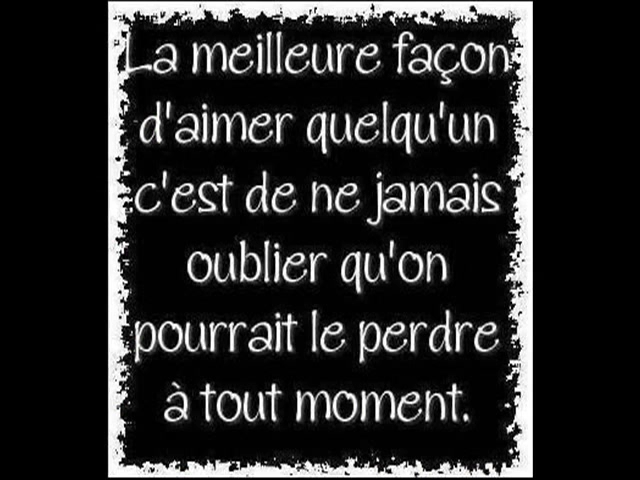 La meilleure façon
d'aimer quelqu'un
c'est de ne jamais
oublier qu'on
pourrait le perdre
à tout moment.